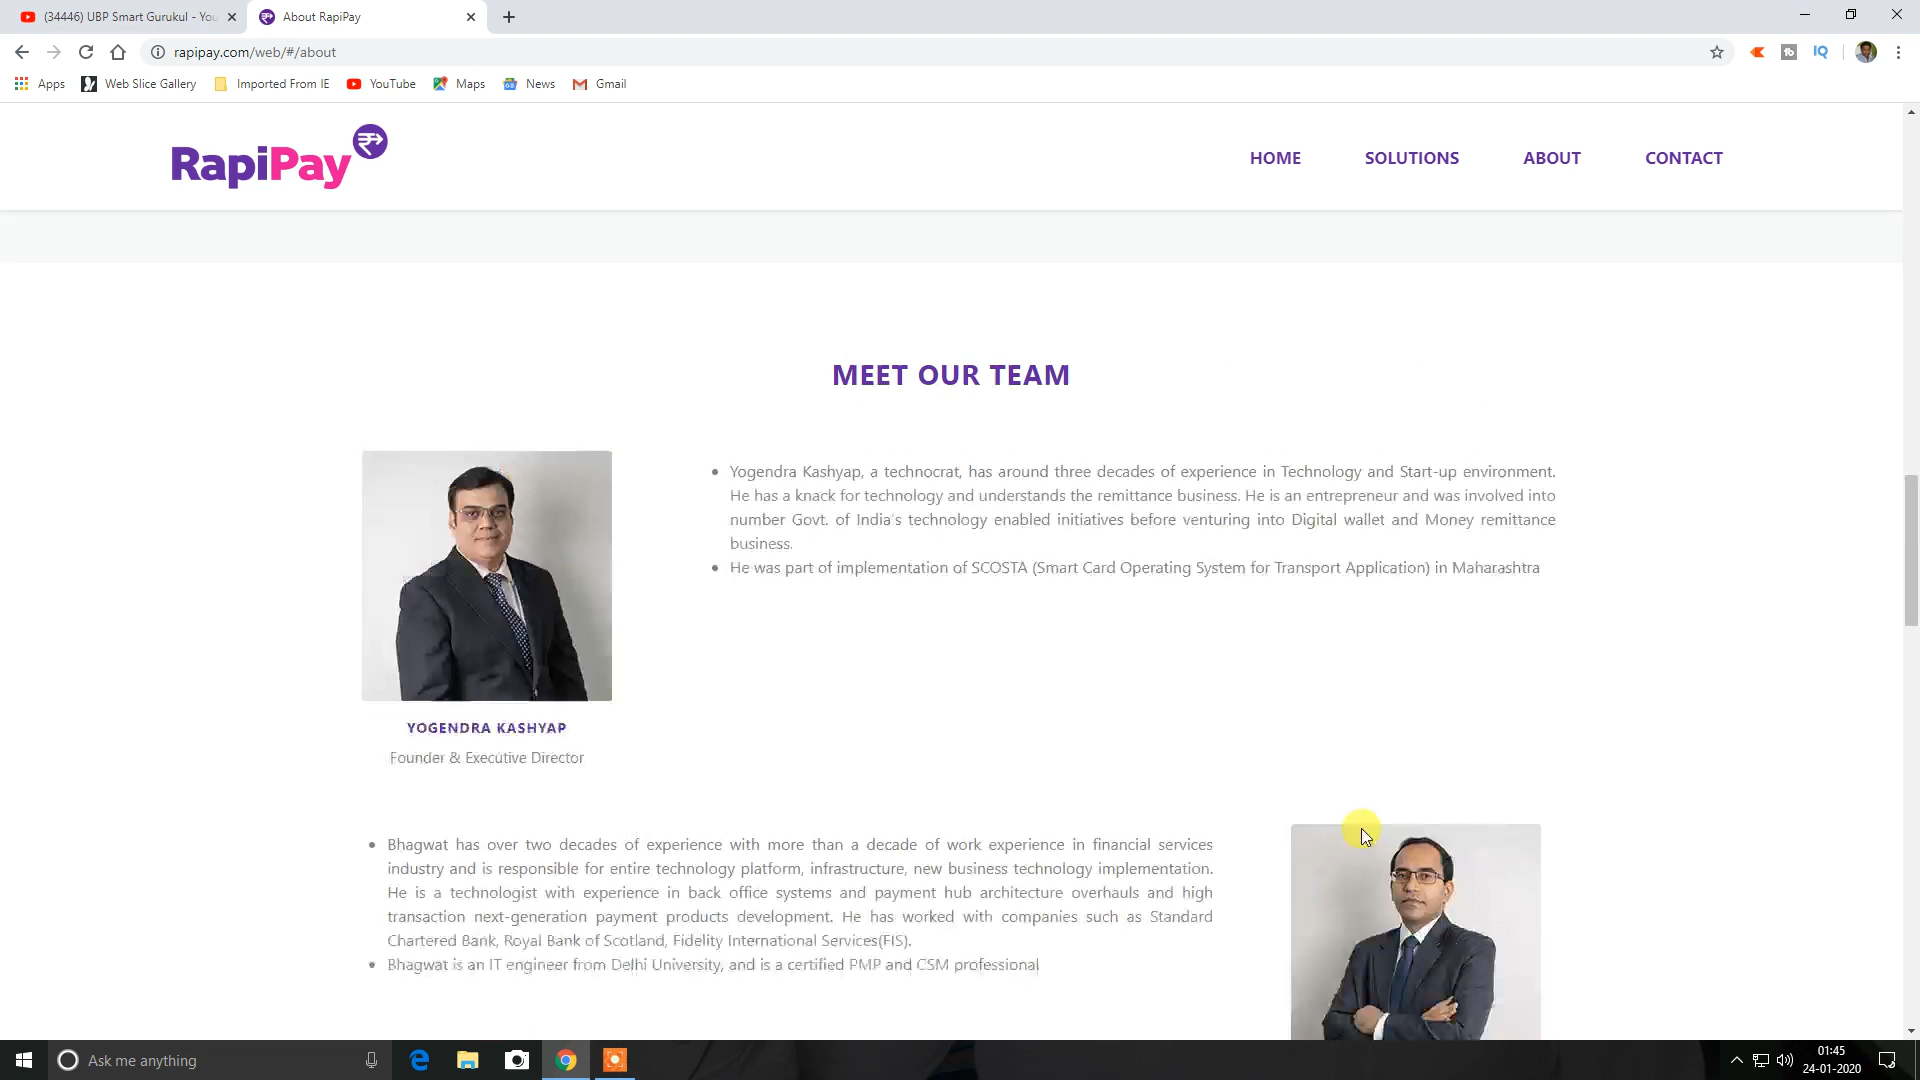 (34446) UBP Smart Gurukul - You
About RapiPay
rapipay.com/web/#/about
Apps Web Slice Gallery Imported From IE YouTube Maps News Gmail
RapiPay
HOME SOLUTIONS ABOUT CONTACT
MEET OUR TEAM
Yogendra Kashyap, a technocrat, has around three decades of experience in Technology and Start-up environment.
He has a knack for technology and understands the remittance business. He is an entrepreneur and was involved into
number Govt. of India's technology enabled initiatives before venturing into Digital wallet and Money remittance
business.
He was part of implementation of SCOSTA (Smart Card Operating System for Transport Application) in Maharashtra
YOGENDRA KASHYAP
Founder & Executive Director
Bhagwat has over two decades of experience with more than a decade of work experience in financial services
industry and is responsible for entire technology platform, infrastructure, new business technology implementation.
He is a technologist with experience in back office systems and payment hub architecture overhauls and high
transaction next-generation payment products development. He has worked with companies such as Standard
Chartered Bank, Royal Bank of Scotland, Fidelity International Services(FIS).
Bhagwat is an IT engineer from Delhi University, and is a certified PMP and CSM professional
Ask me anything
01:45
24-01-2020